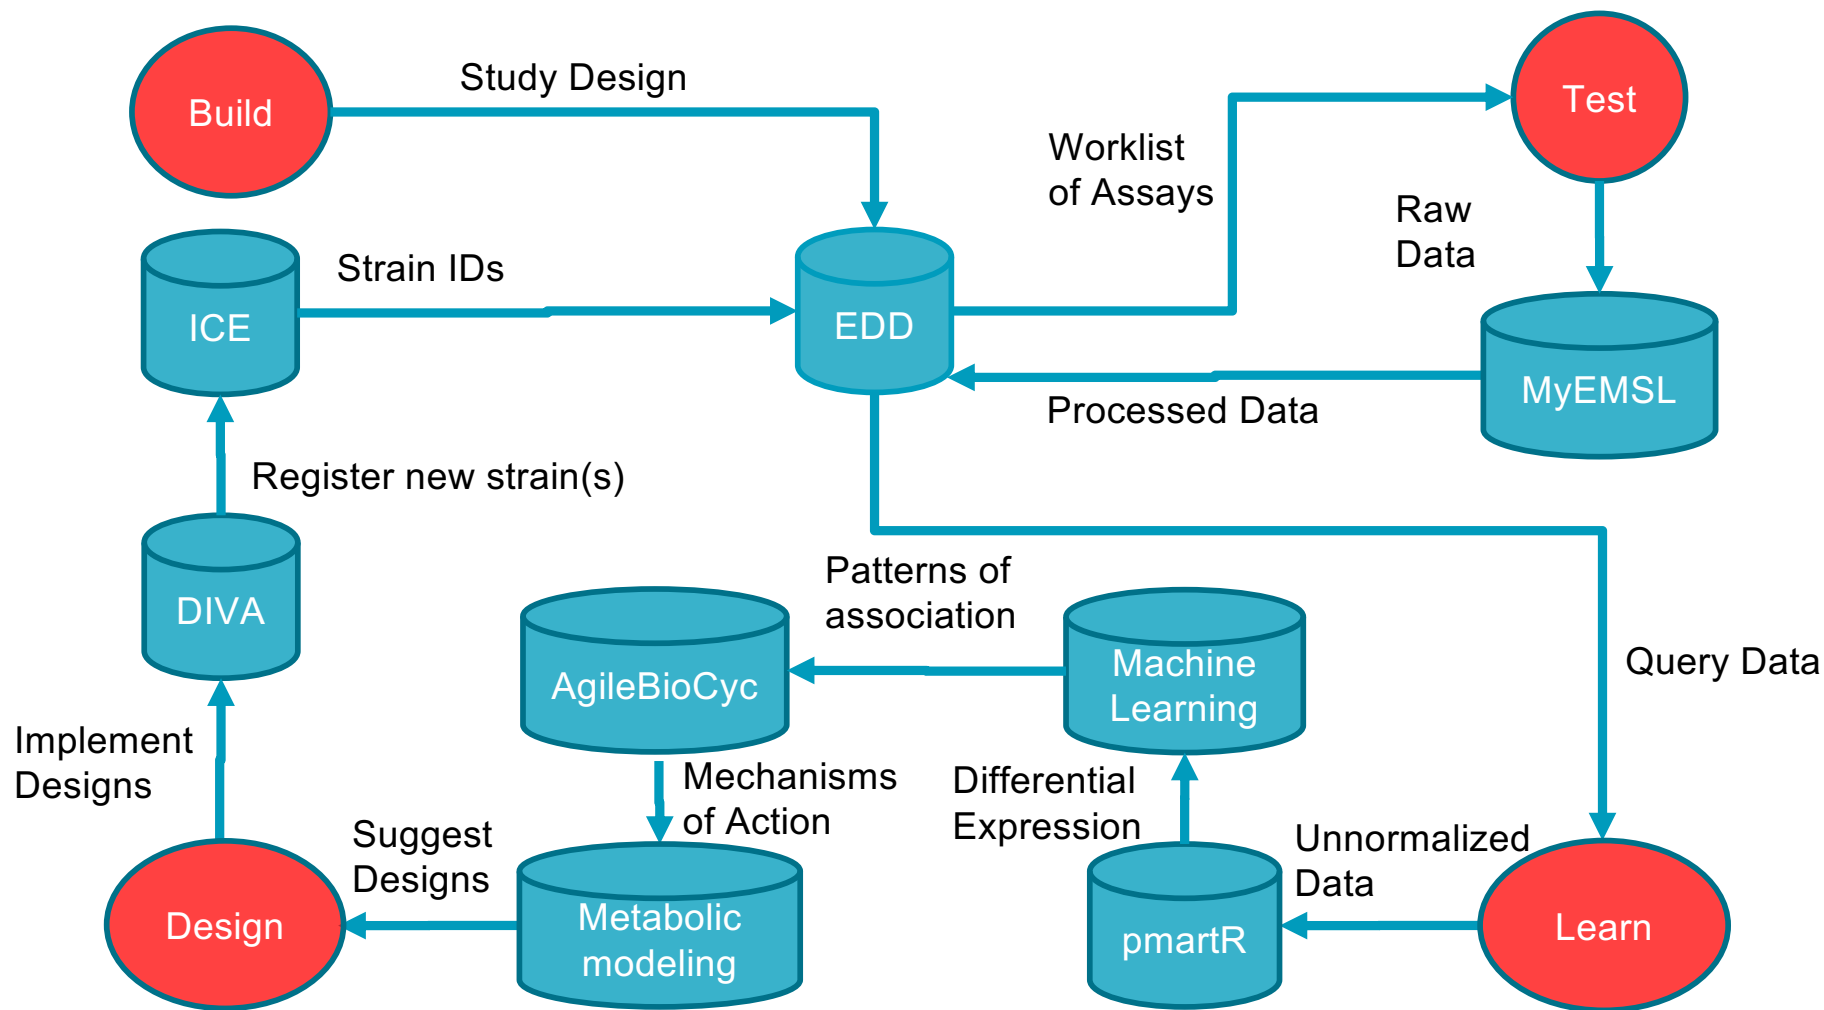 Build
Study Design
Test
Worklist
of Assays
Raw
Data
ICE
Strain IDs
EDD
MyEMSL
Processed Data
Register new strain(s)
DIVA
Patterns of
association
AgileBioCyc
Machine
Learning
Query Data
Implement
Designs
Mechanisms
of Action
Differential
Expression
Suggest
Designs
Unnormalized
Data
Design
Metabolic
modeling
pmartR
Learn